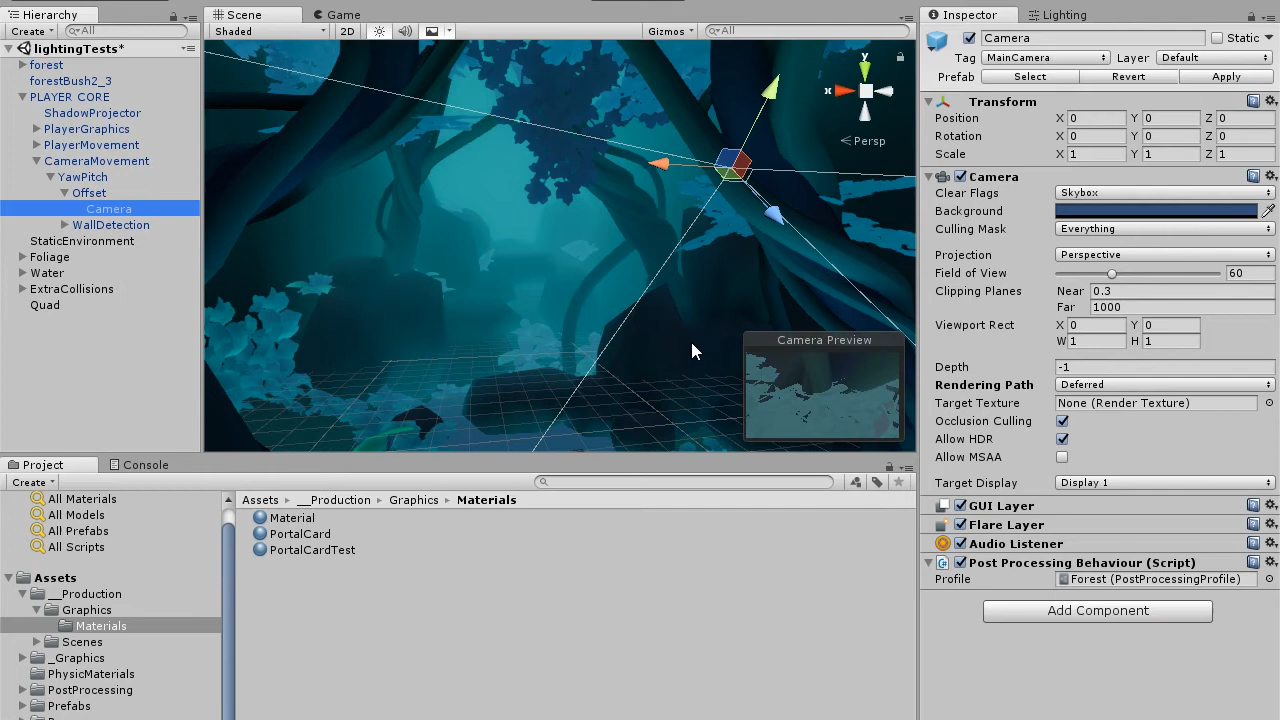 Hierarchy
Create All
lightingTests*
forest
forestBush2_3
PLAYER CORE
ShadowProjector
PlayerGraphics
PlayerMovement
CameraMovement
YawPitch
Offset
Camera
WallDetection
StaticEnvironment
Foliage
Water
ExtraCollisions
Quad
Scene Game
Shaded 2D Gizmos All
y
x
Persp
Camera Preview
Inspector Lighting
Camera Static
Tag MainCamera Layer Default
Prefab Select Revert Apply
Transform
Position X 0 Y 0 Z 0
Rotation X 0 Y 0 Z 0
Scale X 1 Y 1 Z 1
Camera
Clear Flags Skybox
Background
Culling Mask Everything
Projection Perspective
Field of View 60
Clipping Planes Near 0.3
Far 1000
Viewport Rect X 0 Y 0
W 1 H 1
Depth -1
Rendering Path Deferred
Target Texture None (Render Texture)
Occlusion Culling
Allow HDR
Allow MSAA
Target Display Display 1
GUI Layer
Flare Layer
Audio Listener
Post Processing Behaviour (Script)
Profile Forest (PostProcessingProfile)
Add Component
Project Console
Create
All Materials
All Models
All Prefabs
All Scripts
Assets
__Production
Graphics
Materials
Scenes
_Graphics
PhysicMaterials
PostProcessing
Prefabs
Assets __Production Graphics Materials
Material
PortalCard
PortalCardTest